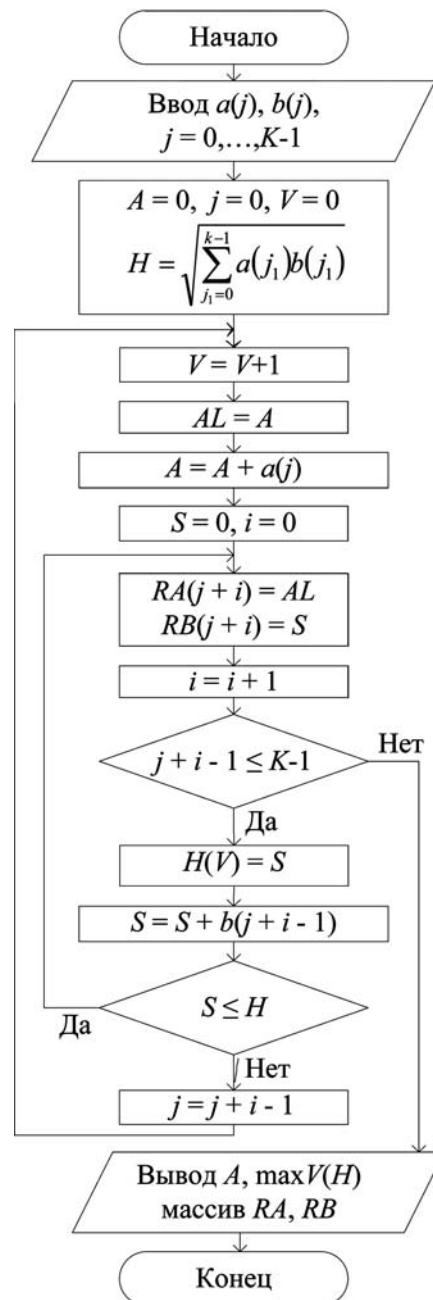 Начало
Ввод a(j), b(j),
j = 0,…,K-1
A = 0, j = 0, V = 0
k−1
H = √∑ a(j₁)b(j₁)
j₁=0
V = V+1
AL = A
A = A + a(j)
S = 0, i = 0
RA(j + i) = AL
RB(j + i) = S
i = i + 1
j + i - 1 ≤ K-1
Нет
Да
H(V) = S
S = S + b(j + i - 1)
S ≤ H
Да
Нет
j = j + i - 1
Вывод A, maxV(H)
массив RA, RB
Конец